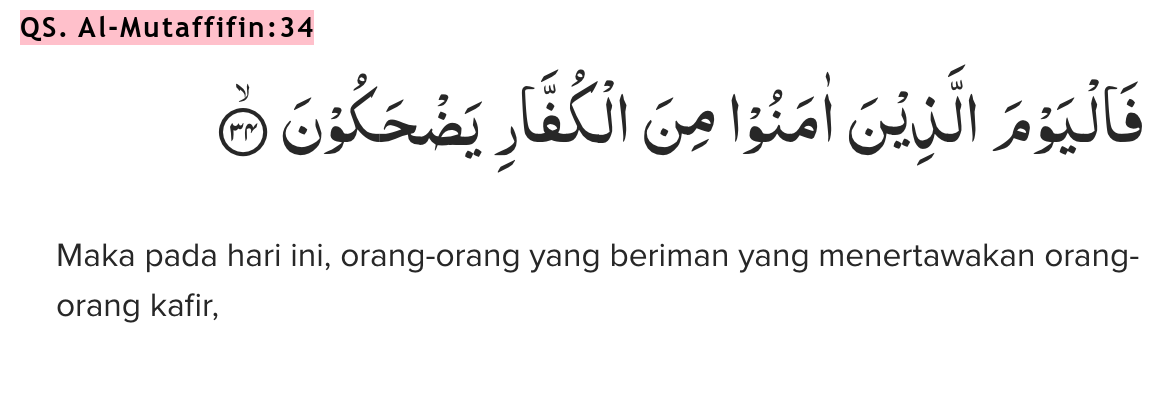 QS. Al-Mutaffifin:34
فَالْيَوْمَ الَّذِيْنَ اٰمَنُوْا مِنَ الْكُفَّارِ يَضْحَكُوْنَۙ ۝٣٤
Maka pada hari ini, orang-orang yang beriman yang menertawakan orang-
orang kafir,